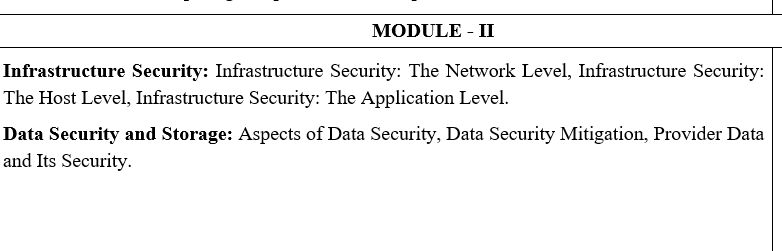 MODULE - II
Infrastructure Security: Infrastructure Security: The Network Level, Infrastructure Security:
The Host Level, Infrastructure Security: The Application Level.
Data Security and Storage: Aspects of Data Security, Data Security Mitigation, Provider Data
and Its Security.